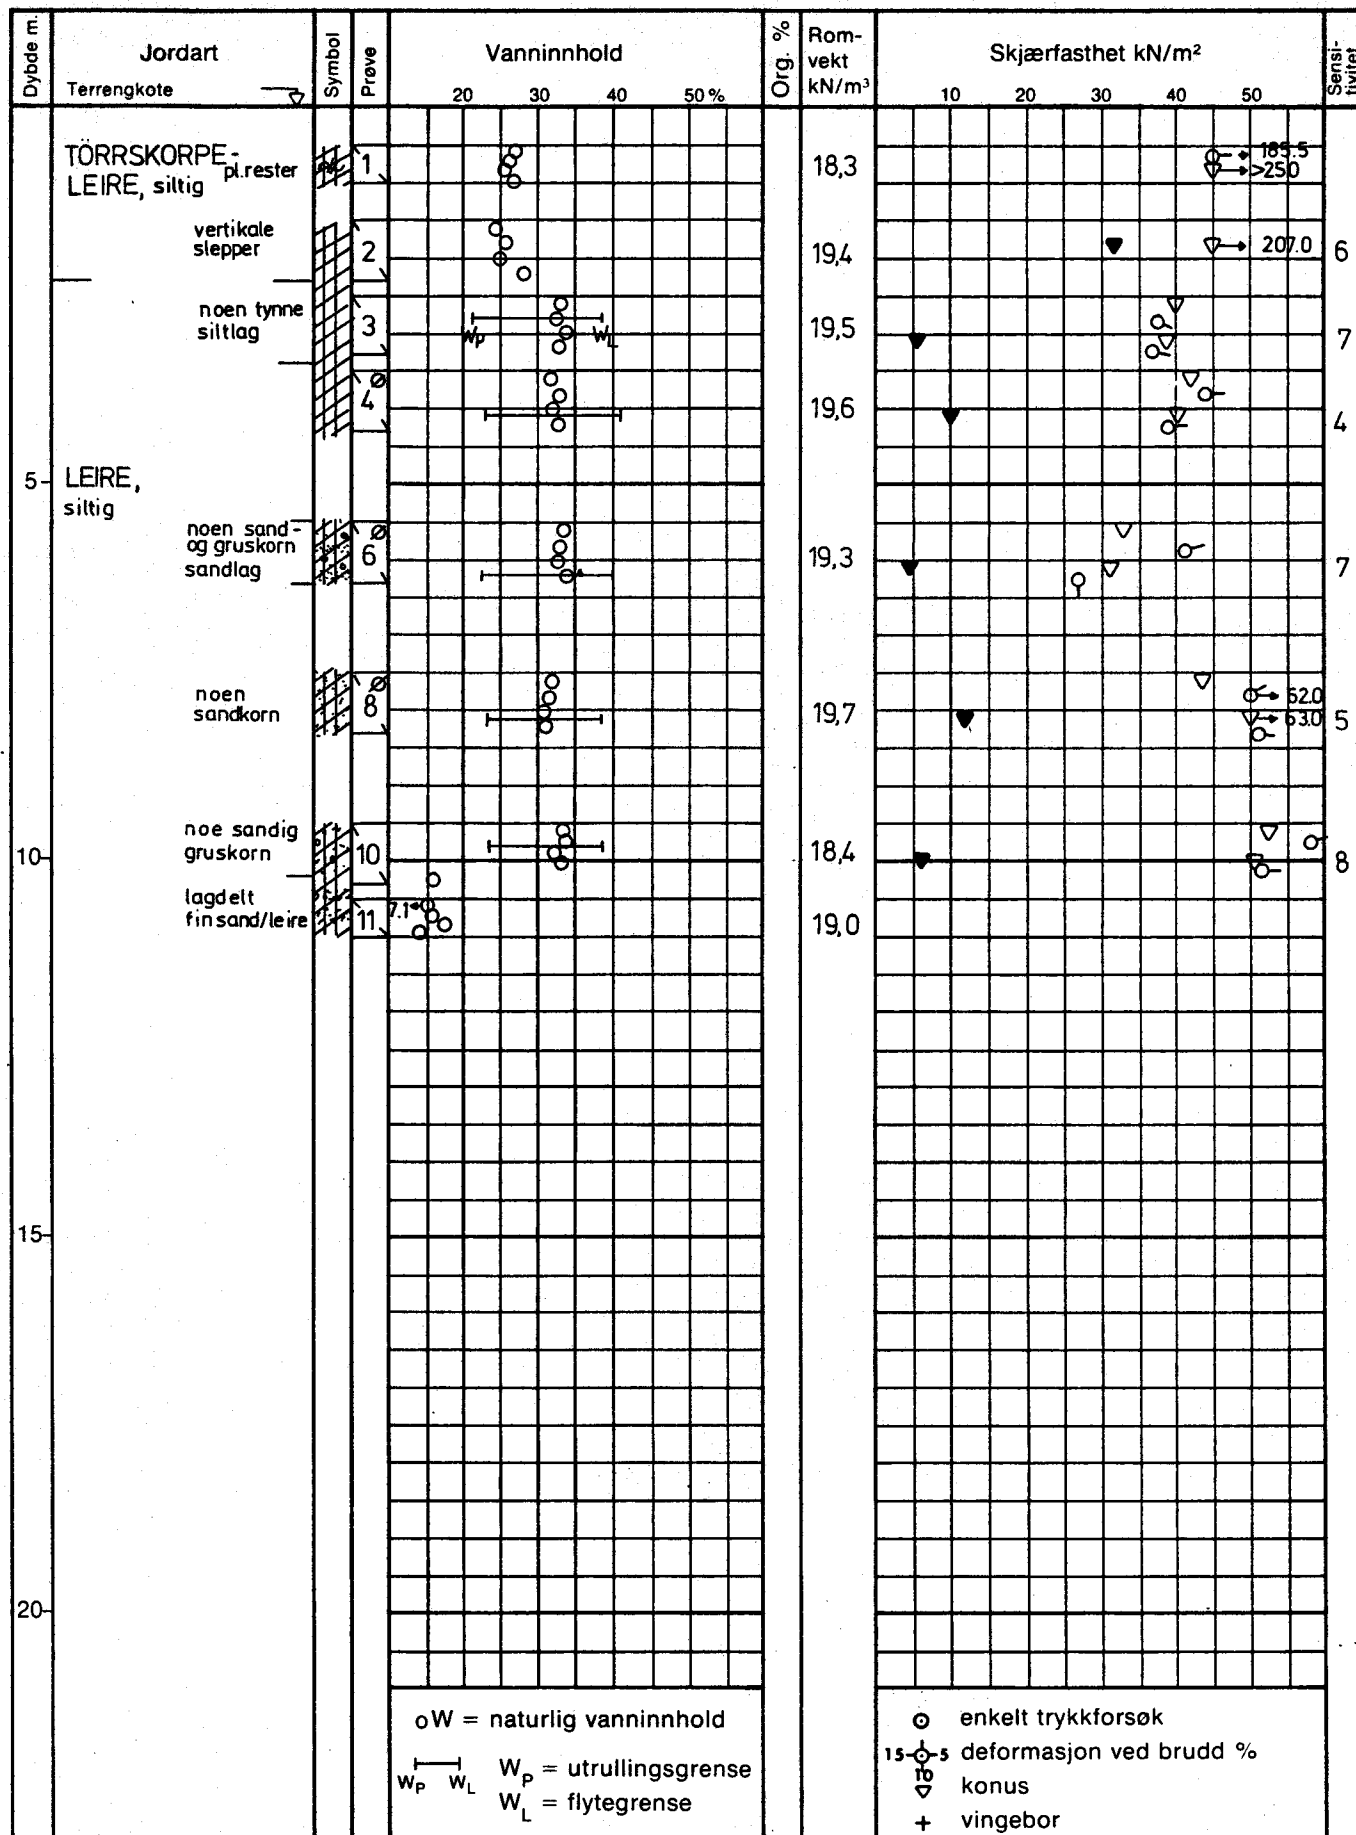 Dybde m.
Jordart
Terrengkote
Symbol
Prøve
Vanninnhold
20 30 40 50 %
Org. %
Rom-
vekt
kN/m³
Skjærfasthet kN/m²
10 20 30 40 50
Sensi-
tivitet
TÖRRSKORPE-
LEIRE, siltig
pl.rester
1
18,3
185.5
>250
vertikale
slepper
2
19,4
207.0
6
noen tynne
siltlag
3
Wp
WL
19,5
7
4
19,6
4
5
LEIRE,
siltig
noen sand-
og gruskorn
sandlag
6
19,3
7
noen
sandkorn
8
19,7
62.0
63.0
5
noe sandig
gruskorn
10
10
18,4
8
lagdelt
finsand/leire
11
7.1
19,0
15
20
o W = naturlig vanninnhold
WP WL
WP = utrullingsgrense
WL = flytegrense
enkelt trykkforsøk
15 5 deformasjon ved brudd %
10
konus
+ vingebor